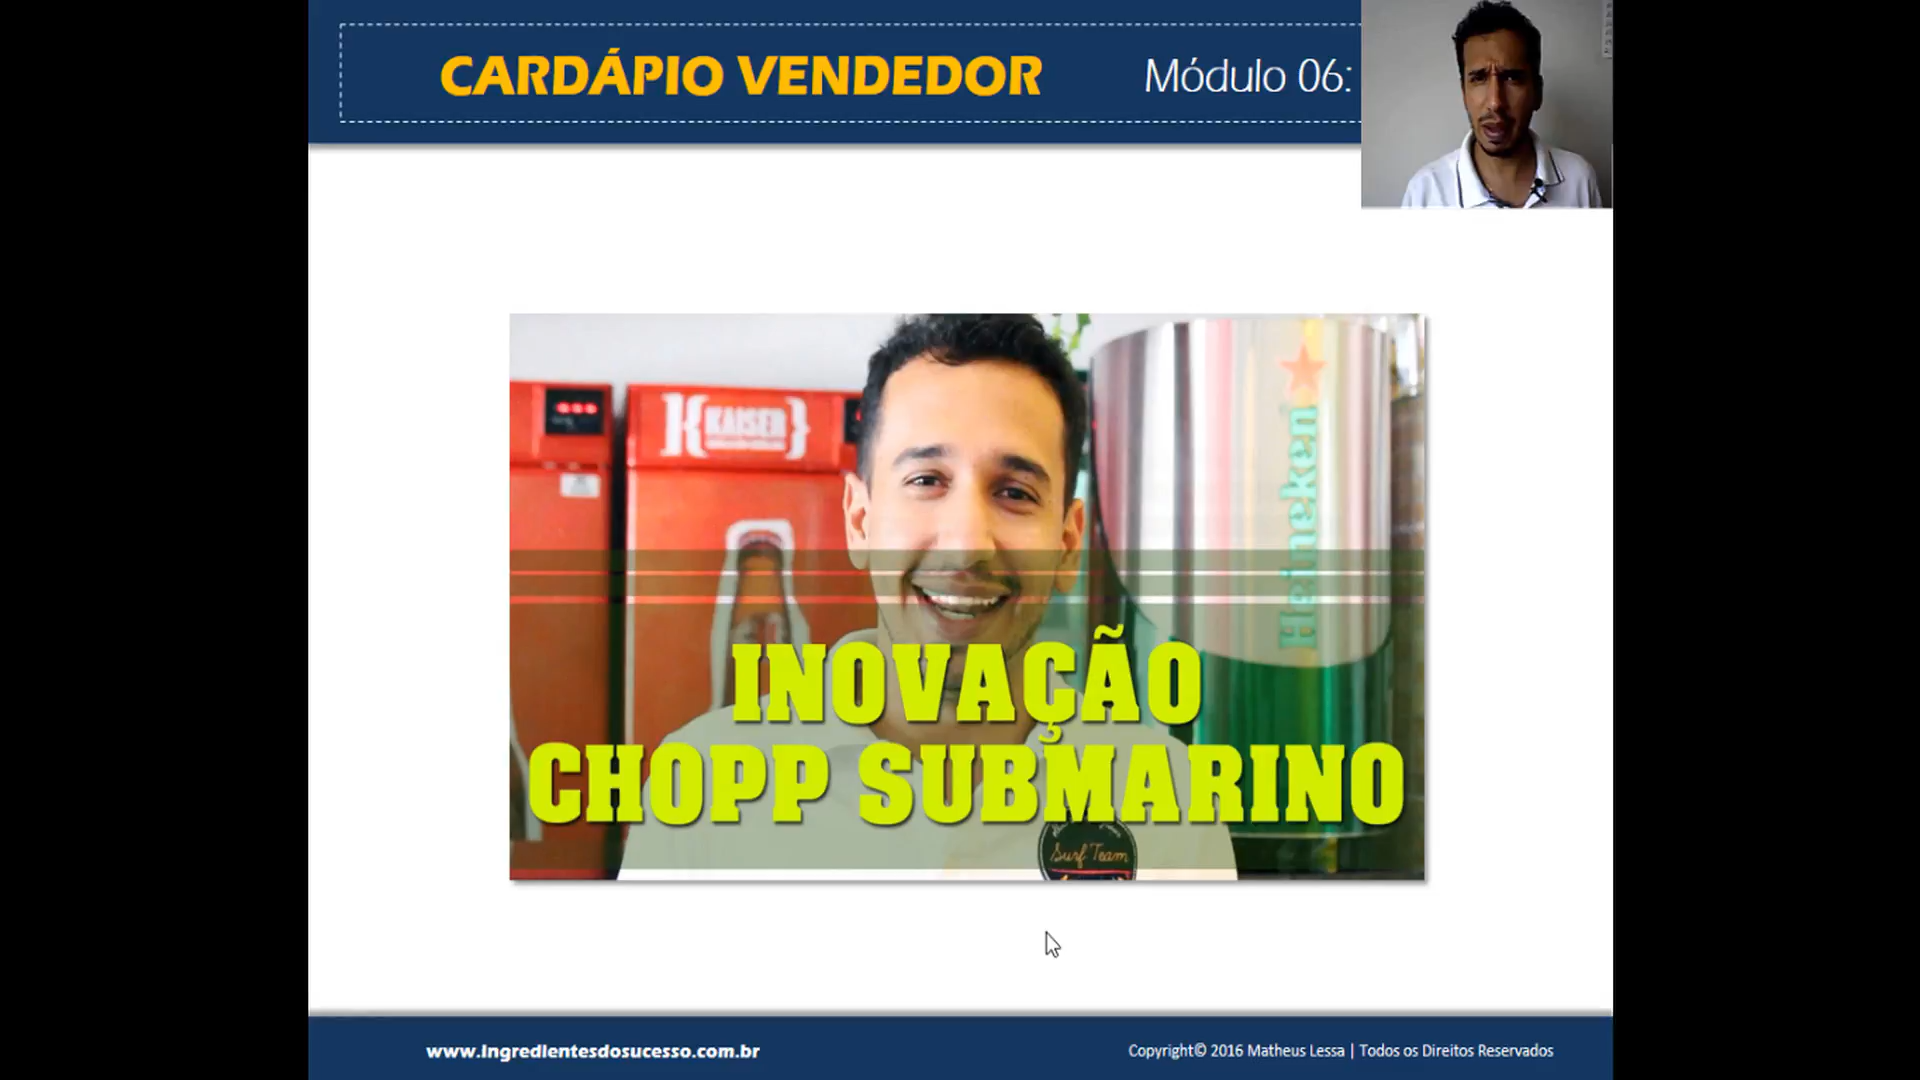 CARDÁPIO VENDEDOR
Módulo 06:
KAISER
Heineken
INOVAÇÃO
CHOPP SUBMARINO
Surf Team
www.Ingredientesdosucesso.com.br
Copyright© 2016 Matheus Lessa | Todos os Direitos Reservados